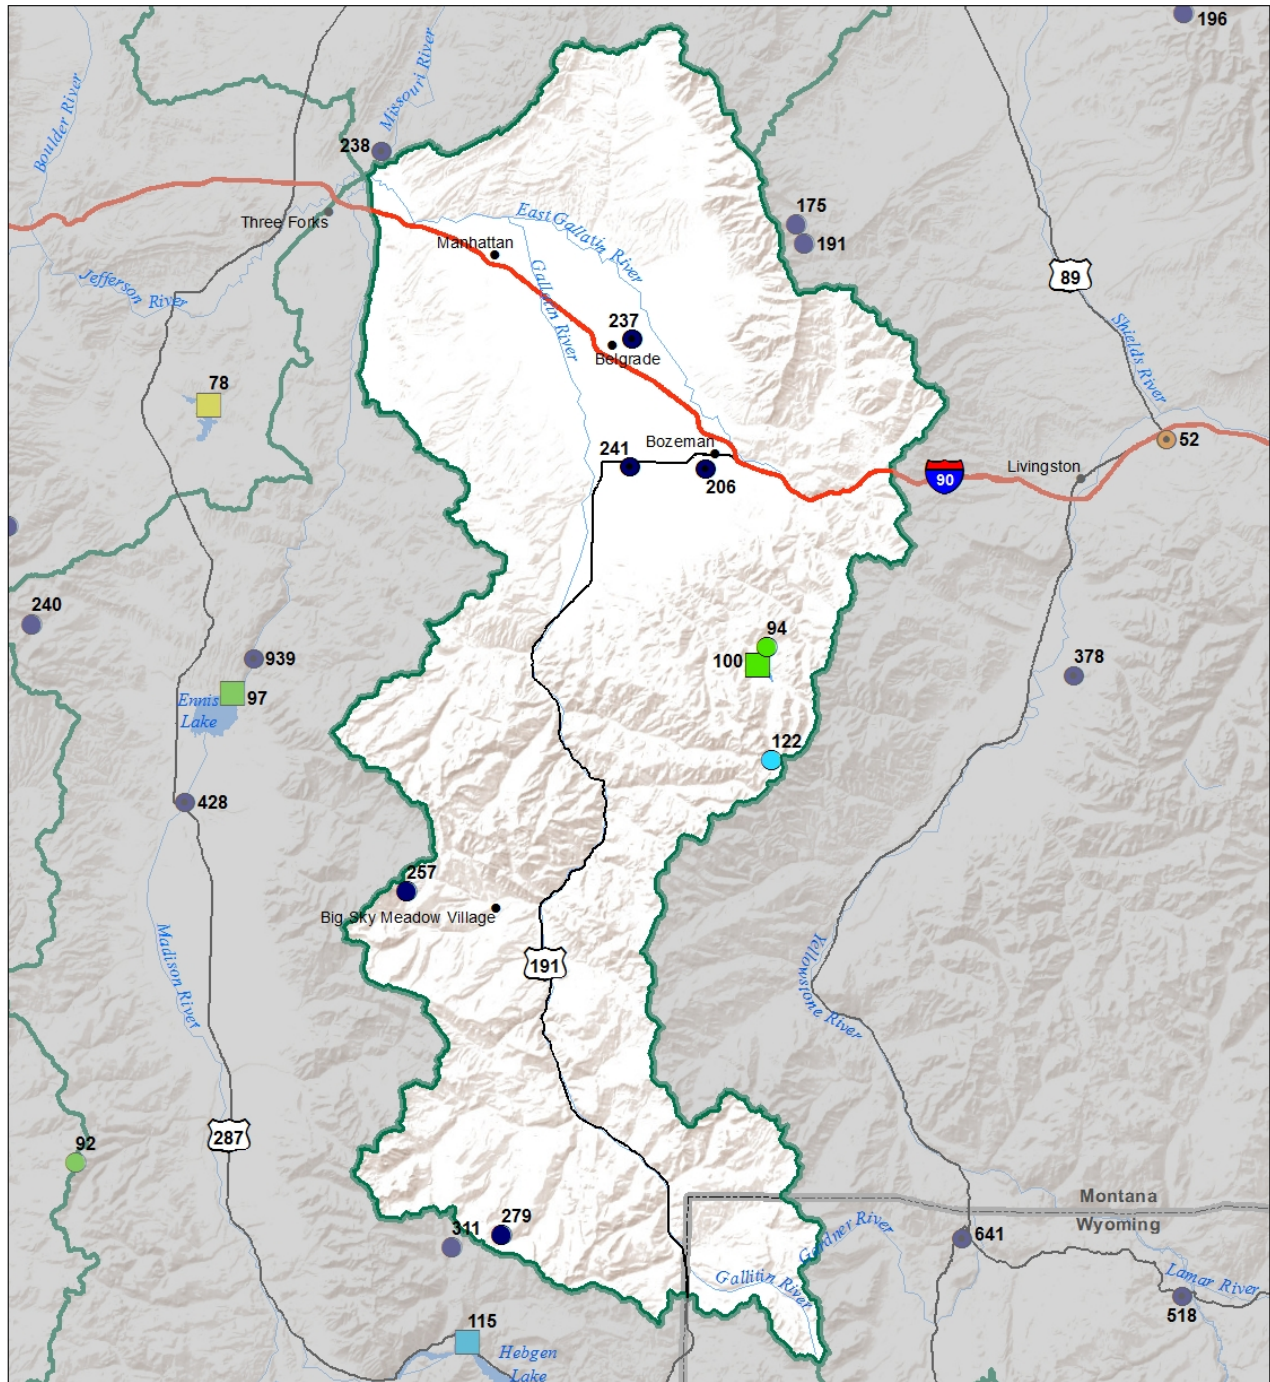 196
Missouri River
Boulder River
238
175
Three Forks
East Gallatin River
Manhattan
191
Gallatin River
89
Jefferson River
237
Shields River
Belgrade
78
Bozeman
241
52
Livingston
206
90
240
94
939
100
378
Ennis
Lake
97
122
428
257
Big Sky Meadow Village
Madison River
Yellowstone River
191
287
92
Montana
Wyoming
311
279
Gardner River
641
Gallitin River
Lamar River
518
115
Hebgen
Lake